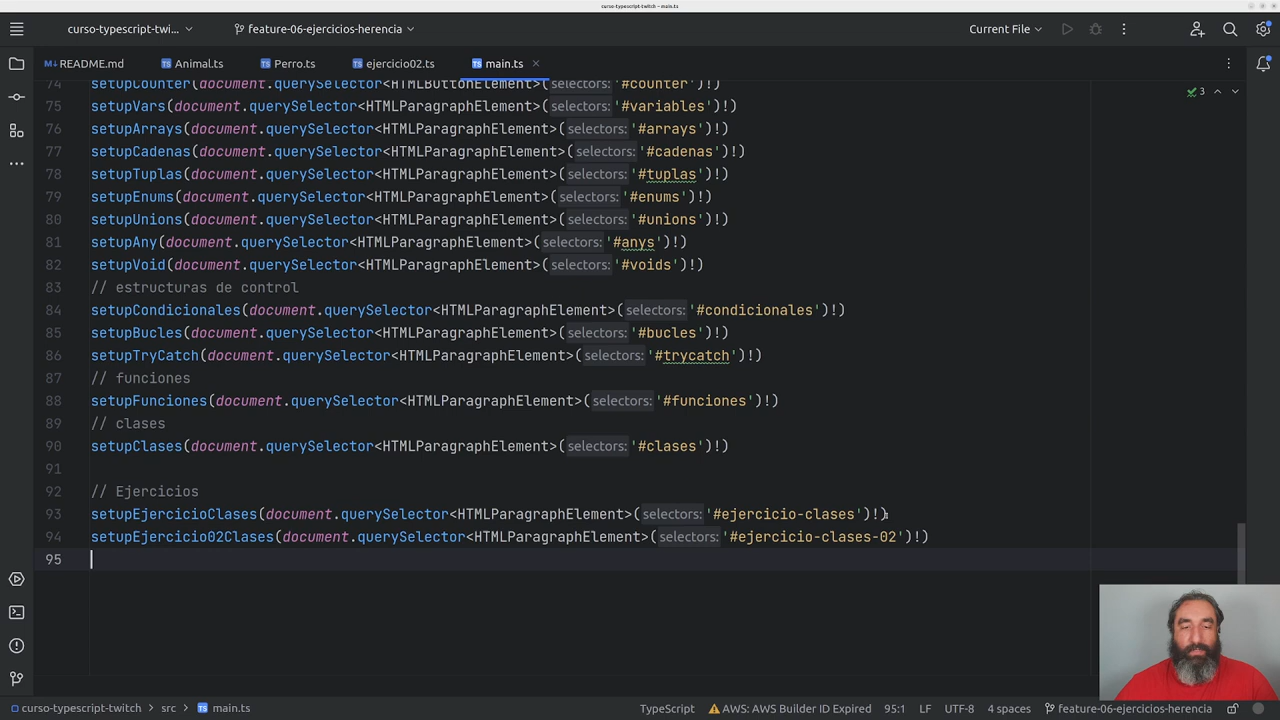 curso-typescript-twitch – main.ts
curso-typescript-twi...
feature-06-ejercicios-herencia
Current File
README.md
Animal.ts
Perro.ts
ejercicio02.ts
main.ts
3
74 setupCounter(document.querySelector<HTMLButtonElement>(selectors: '#counter')!)
75 setupVars(document.querySelector<HTMLParagraphElement>(selectors: '#variables')!)
76 setupArrays(document.querySelector<HTMLParagraphElement>(selectors: '#arrays')!)
77 setupCadenas(document.querySelector<HTMLParagraphElement>(selectors: '#cadenas')!)
78 setupTuplas(document.querySelector<HTMLParagraphElement>(selectors: '#tuplas')!)
79 setupEnums(document.querySelector<HTMLParagraphElement>(selectors: '#enums')!)
80 setupUnions(document.querySelector<HTMLParagraphElement>(selectors: '#unions')!)
81 setupAny(document.querySelector<HTMLParagraphElement>(selectors: '#anys')!)
82 setupVoid(document.querySelector<HTMLParagraphElement>(selectors: '#voids')!)
83 // estructuras de control
84 setupCondicionales(document.querySelector<HTMLParagraphElement>(selectors: '#condicionales')!)
85 setupBucles(document.querySelector<HTMLParagraphElement>(selectors: '#bucles')!)
86 setupTryCatch(document.querySelector<HTMLParagraphElement>(selectors: '#trycatch')!)
87 // funciones
88 setupFunciones(document.querySelector<HTMLParagraphElement>(selectors: '#funciones')!)
89 // clases
90 setupClases(document.querySelector<HTMLParagraphElement>(selectors: '#clases')!)
91
92 // Ejercicios
93 setupEjercicioClases(document.querySelector<HTMLParagraphElement>(selectors: '#ejercicio-clases')!)
94 setupEjercicio02Clases(document.querySelector<HTMLParagraphElement>(selectors: '#ejercicio-clases-02')!)
95
curso-typescript-twitch
src
main.ts
TypeScript
AWS: AWS Builder ID Expired
95:1
LF
UTF-8
4 spaces
feature-06-ejercicios-herencia